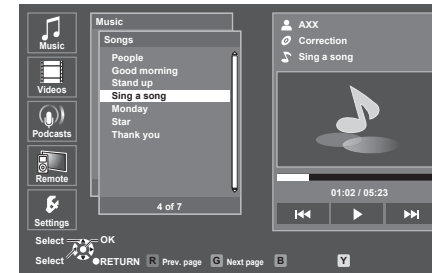 Music
Videos
Podcasts
Remote
Settings
Music
Songs
People
Good morning
Stand up
Sing a song
Monday
Star
Thank you
4 of 7
AXX
Correction
Sing a song
01:02 / 05:23
Select OK
Select RETURN R Prev. page G Next page B Y